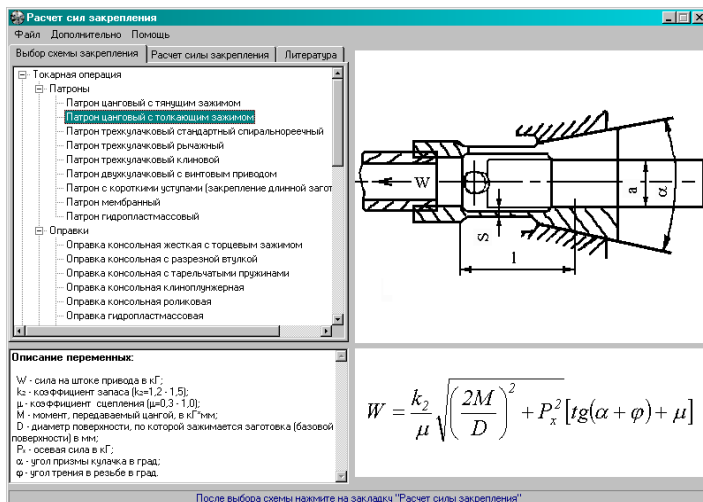 Расчет сил закрепления
Файл Дополнительно Помощь
Выбор схемы закрепления Расчет силы закрепления Литература
Токарная операция
Патроны
Патрон цанговый с тянущим зажимом
Патрон цанговый с толкающим зажимом
Патрон трехкулачковый стандартный спиральнореечный
Патрон трехкулачковый рычажный
Патрон трехкулачковый клиновой
Патрон двухкулачковый с винтовым приводом
Патрон с короткими уступами (закрепление длинной загот
Патрон мембранный
Патрон гидропластмассовый
Оправки
Оправка консольная жесткая с торцевым зажимом
Оправка консольная с разрезной втулкой
Оправка консольная с тарельчатыми пружинами
Оправка консольная клиноплунжерная
Оправка консольная роликовая
Оправка гидропластмассовая
W
a
α
S
l
Описание переменных:
W - сила на штоке привода в кГ;
k₂ - коэффициент запаса (k₂=1,2 - 1,5);
μ - коэффициент сцепления (μ=0,3 - 1,0);
М - момент, передаваемый цангой, в кГ*мм;
D - диаметр поверхности, по которой зажимается заготовка (базовой
поверхности) в мм;
Pₓ - осевая сила в кГ;
α - угол призмы кулачка в град;
φ - угол трения в резьбе в град.
W = k₂/μ √((2M/D)² + Pₓ²) [tg(α + φ) + μ]
После выбора схемы нажмите на закладку "Расчет силы закрепления"